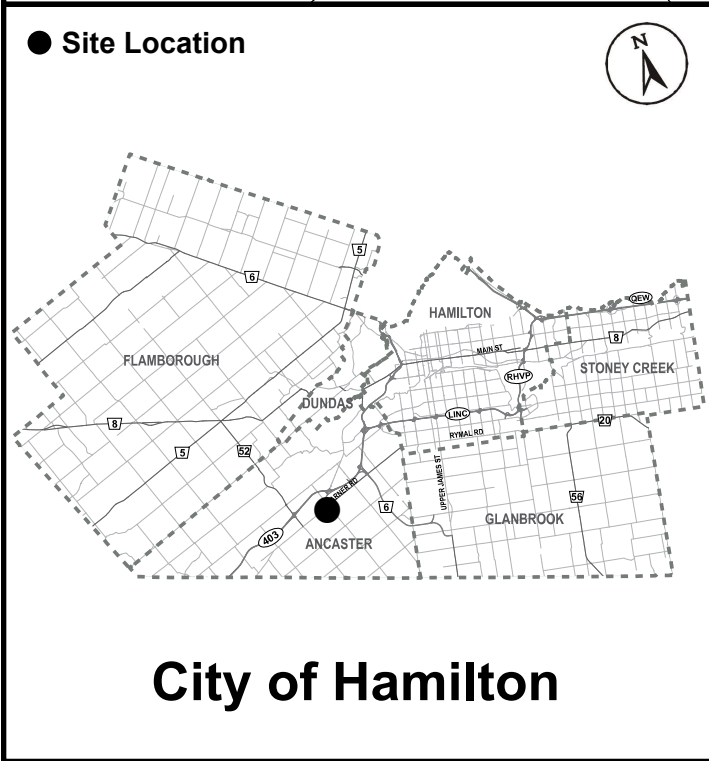 Site Location
N
5
6
HAMILTON
QEW
8
MAIN ST
FLAMBOROUGH
STONEY CREEK
RHVP
DUNDAS
LINC
20
8
RYMAL RD
5
52
UPPER JAMES ST
56
6
GLANBROOK
403
ANCASTER
City of Hamilton